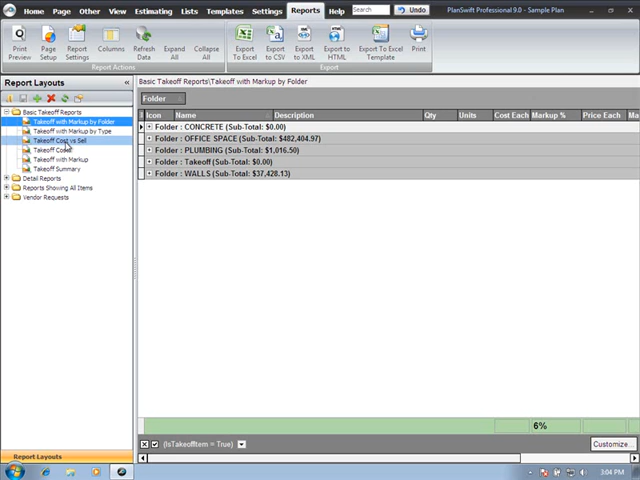 Home Page Other View Estimating Lists Templates Settings Reports Help Search Undo PlanSwift Professional 9.0 - Sample Plan
Print Preview
Page Setup
Report Settings
Columns
Refresh Data
Expand All
Collapse All
Export To Excel
Export to CSV
Export to XML
Export to HTML
Export To Excel Template
Print
Report Actions
Export
Report Layouts «
Basic Takeoff Reports\Takeoff with Markup by Folder
Folder
Basic Takeoff Reports
Takeoff with Markup by Folder
Takeoff with Markup by Type
Takeoff Cost vs Sell
Takeoff
Takeoff with Markup
Takeoff Summary
Detail Reports
Reports Showing All Items
Vendor Requests
Icon Name Description Qty Units Cost Each Markup % Price Each Ma
Folder : CONCRETE (Sub-Total: $0.00)
Folder : OFFICE SPACE (Sub-Total: $482,404.97)
Folder : PLUMBING (Sub-Total: $1,016.50)
Folder : Takeoff (Sub-Total: $0.00)
Folder : WALLS (Sub-Total: $37,428.13)
6%
(IsTakeoffItem = True)
Customize...
Report Layouts
3:04 PM